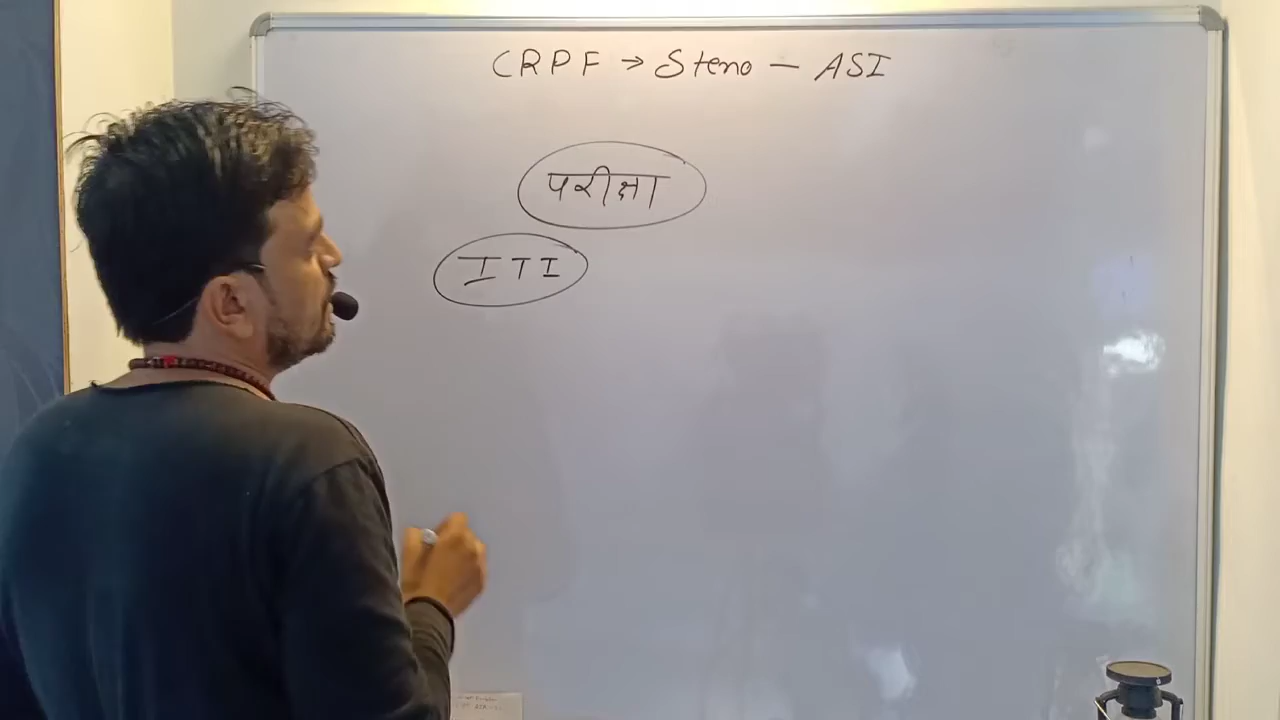 CRPF → Steno - ASI
परीक्षा
ITI